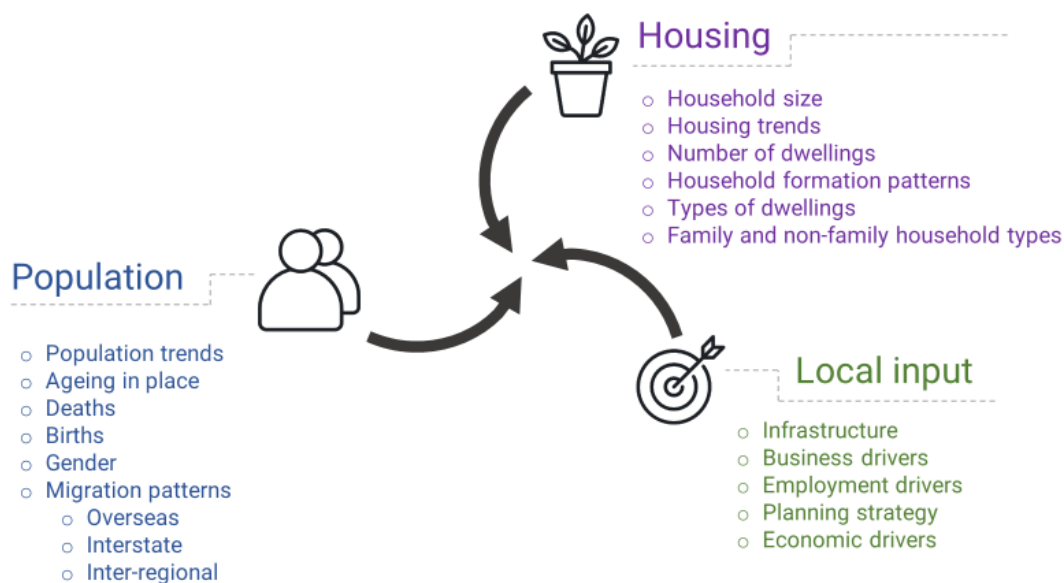 Housing
Household size
Housing trends
Number of dwellings
Household formation patterns
Types of dwellings
Family and non-family household types
Population
Population trends
Ageing in place
Deaths
Births
Gender
Migration patterns
Overseas
Interstate
Inter-regional
Local input
Infrastructure
Business drivers
Employment drivers
Planning strategy
Economic drivers